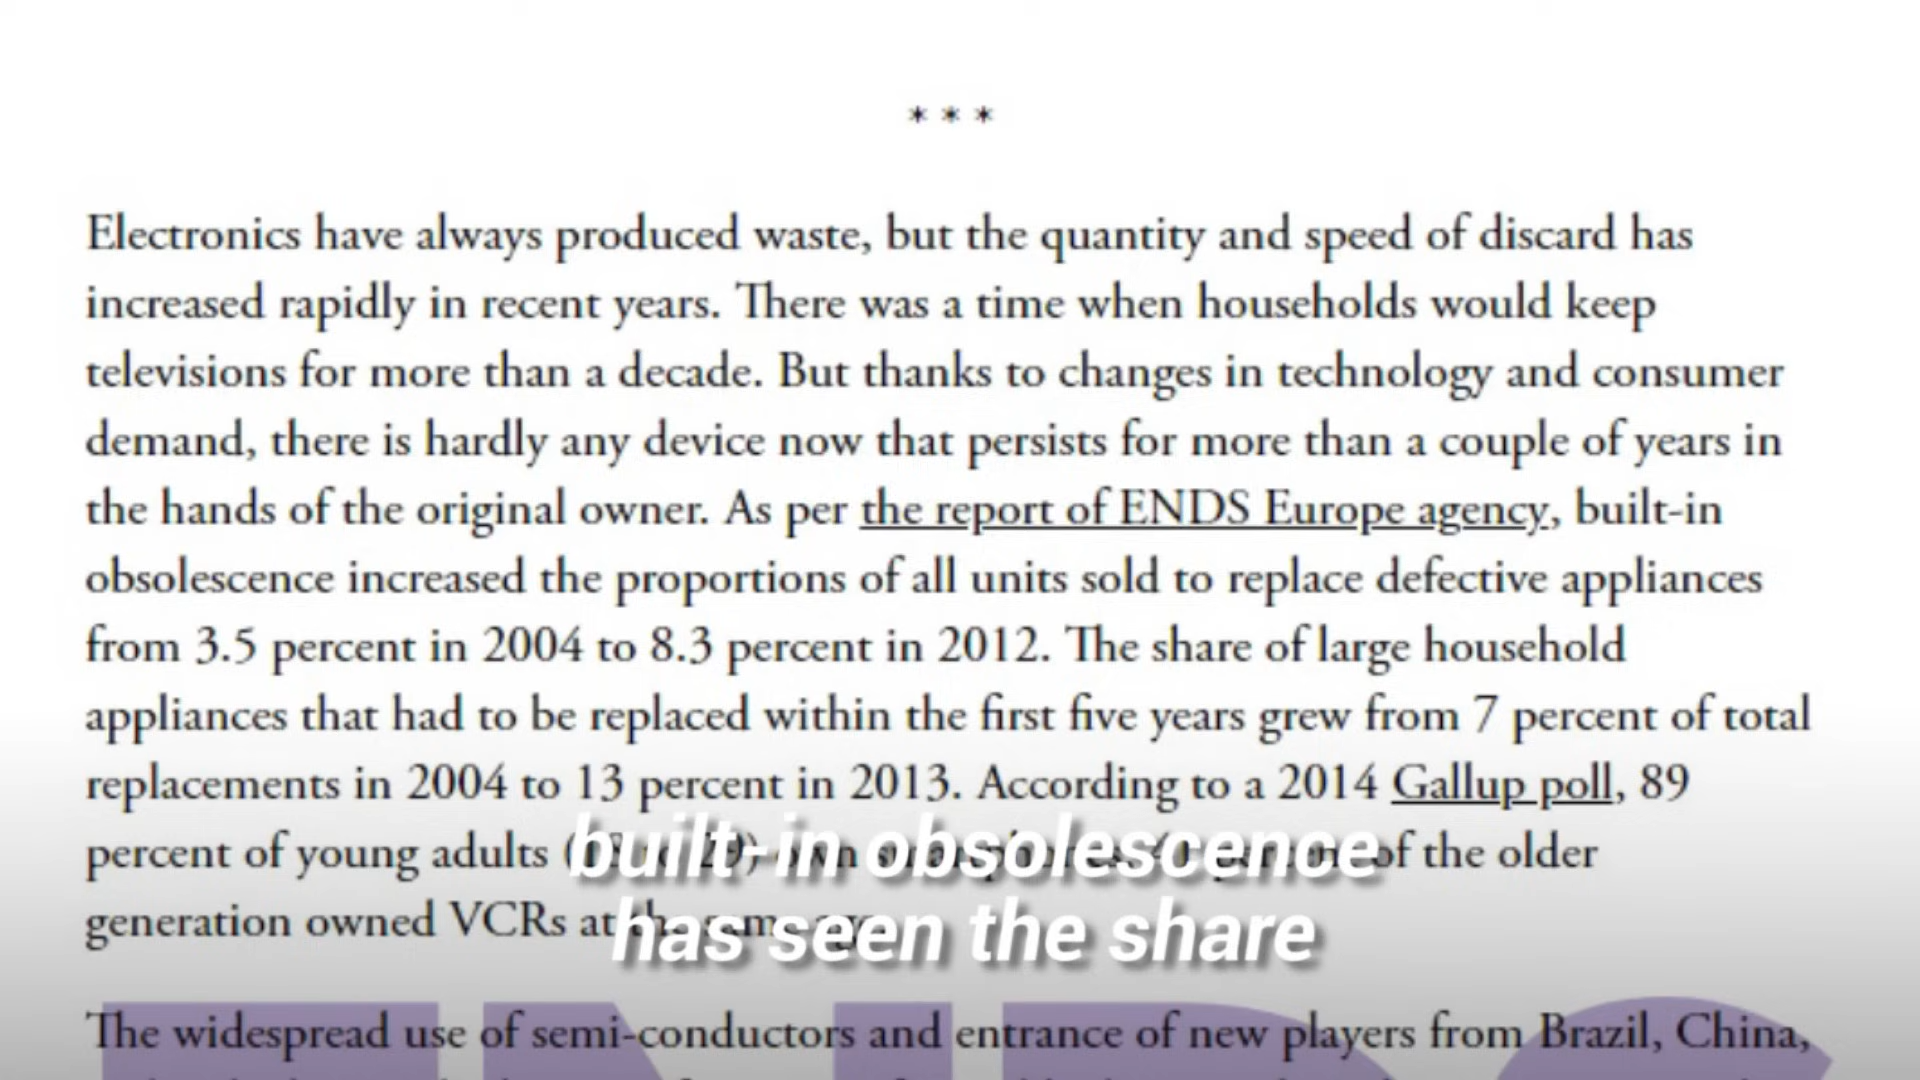 * * *
Electronics have always produced waste, but the quantity and speed of discard has
increased rapidly in recent years. There was a time when households would keep
televisions for more than a decade. But thanks to changes in technology and consumer
demand, there is hardly any device now that persists for more than a couple of years in
the hands of the original owner. As per the report of ENDS Europe agency, built-in
obsolescence increased the proportions of all units sold to replace defective appliances
from 3.5 percent in 2004 to 8.3 percent in 2012. The share of large household
appliances that had to be replaced within the first five years grew from 7 percent of total
replacements in 2004 to 13 percent in 2013. According to a 2014 Gallup poll, 89
percent of young adults own of the older
generation owned VCRs at
built-in obsolescence
has seen the share
The widespread use of semi-conductors and entrance of new players from Brazil, China,